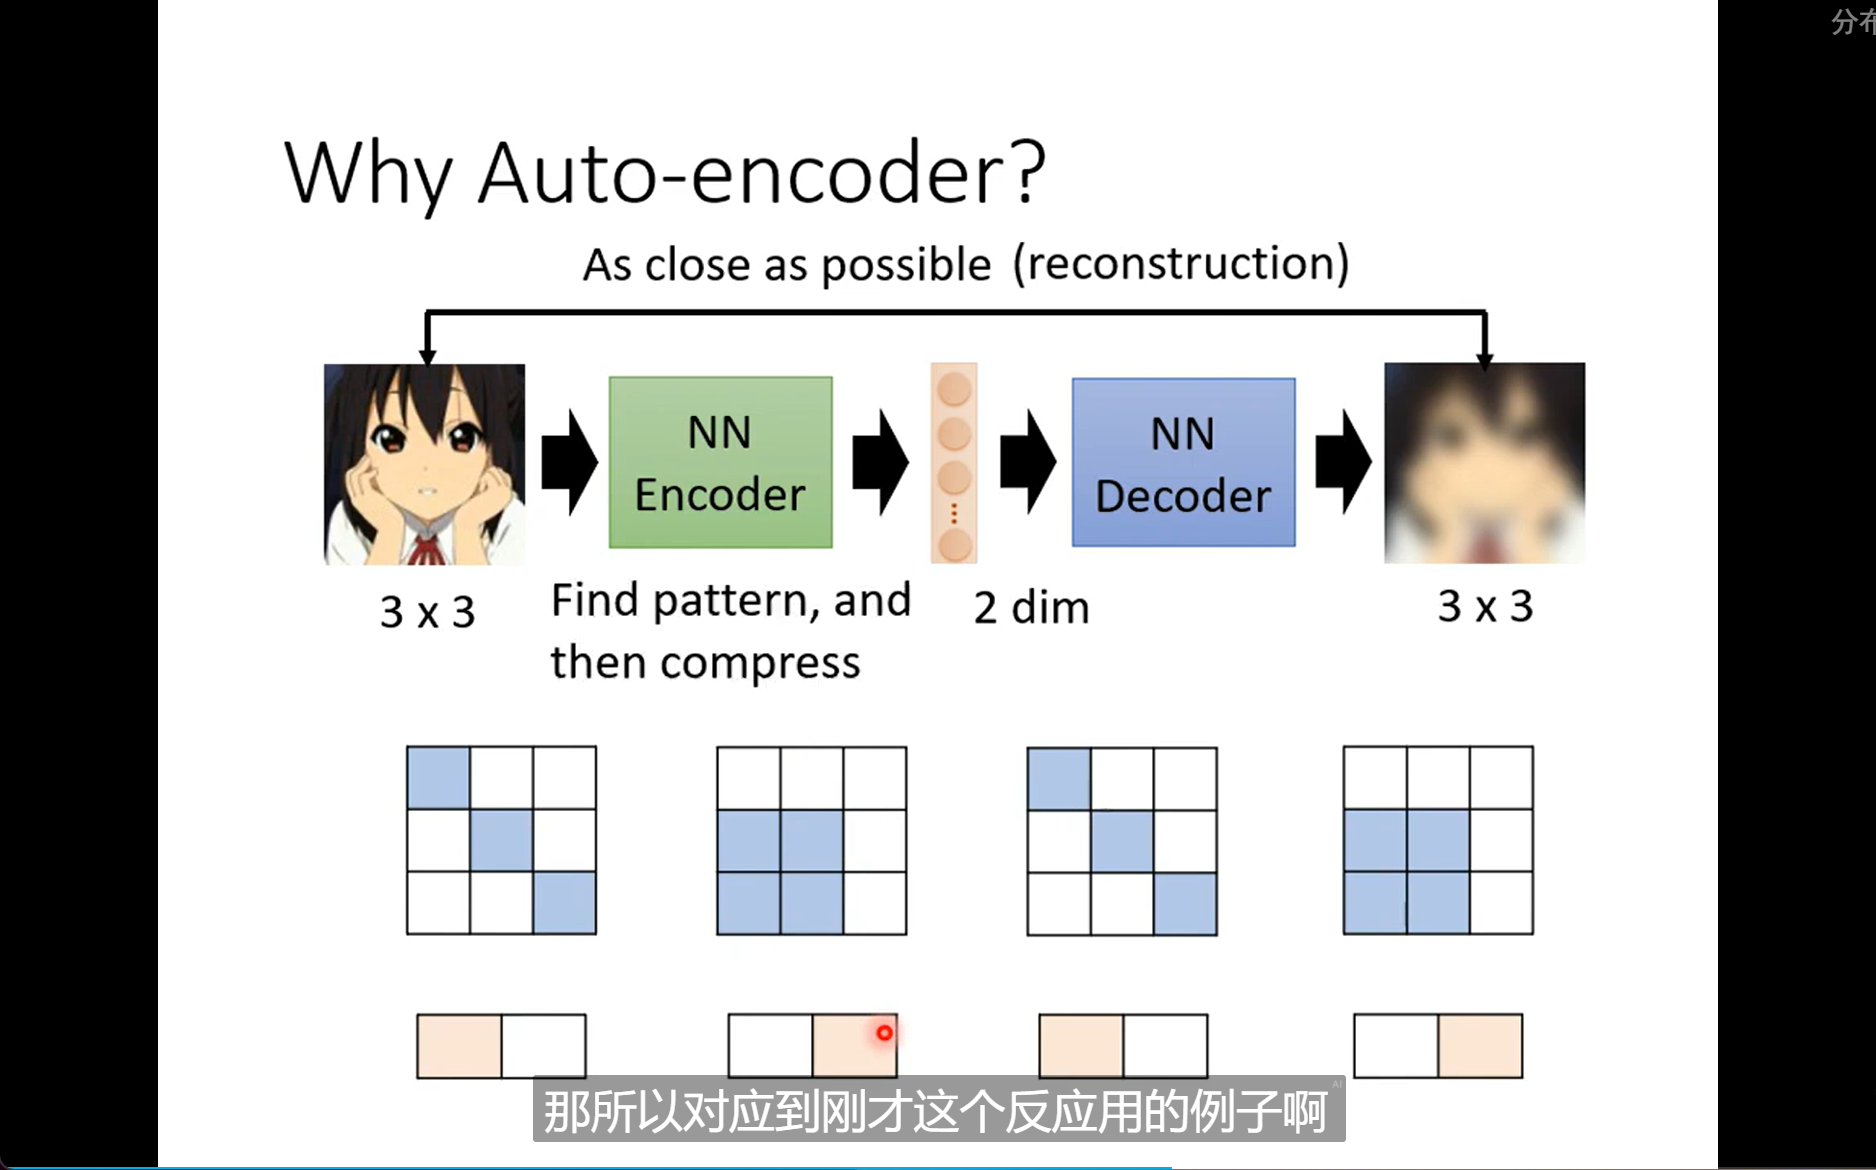 分布
Why Auto-encoder?
As close as possible (reconstruction)
NN
Encoder
NN
Decoder
3 x 3
Find pattern, and
then compress
2 dim
3 x 3
AI
那所以对应到刚才这个反应用的例子啊